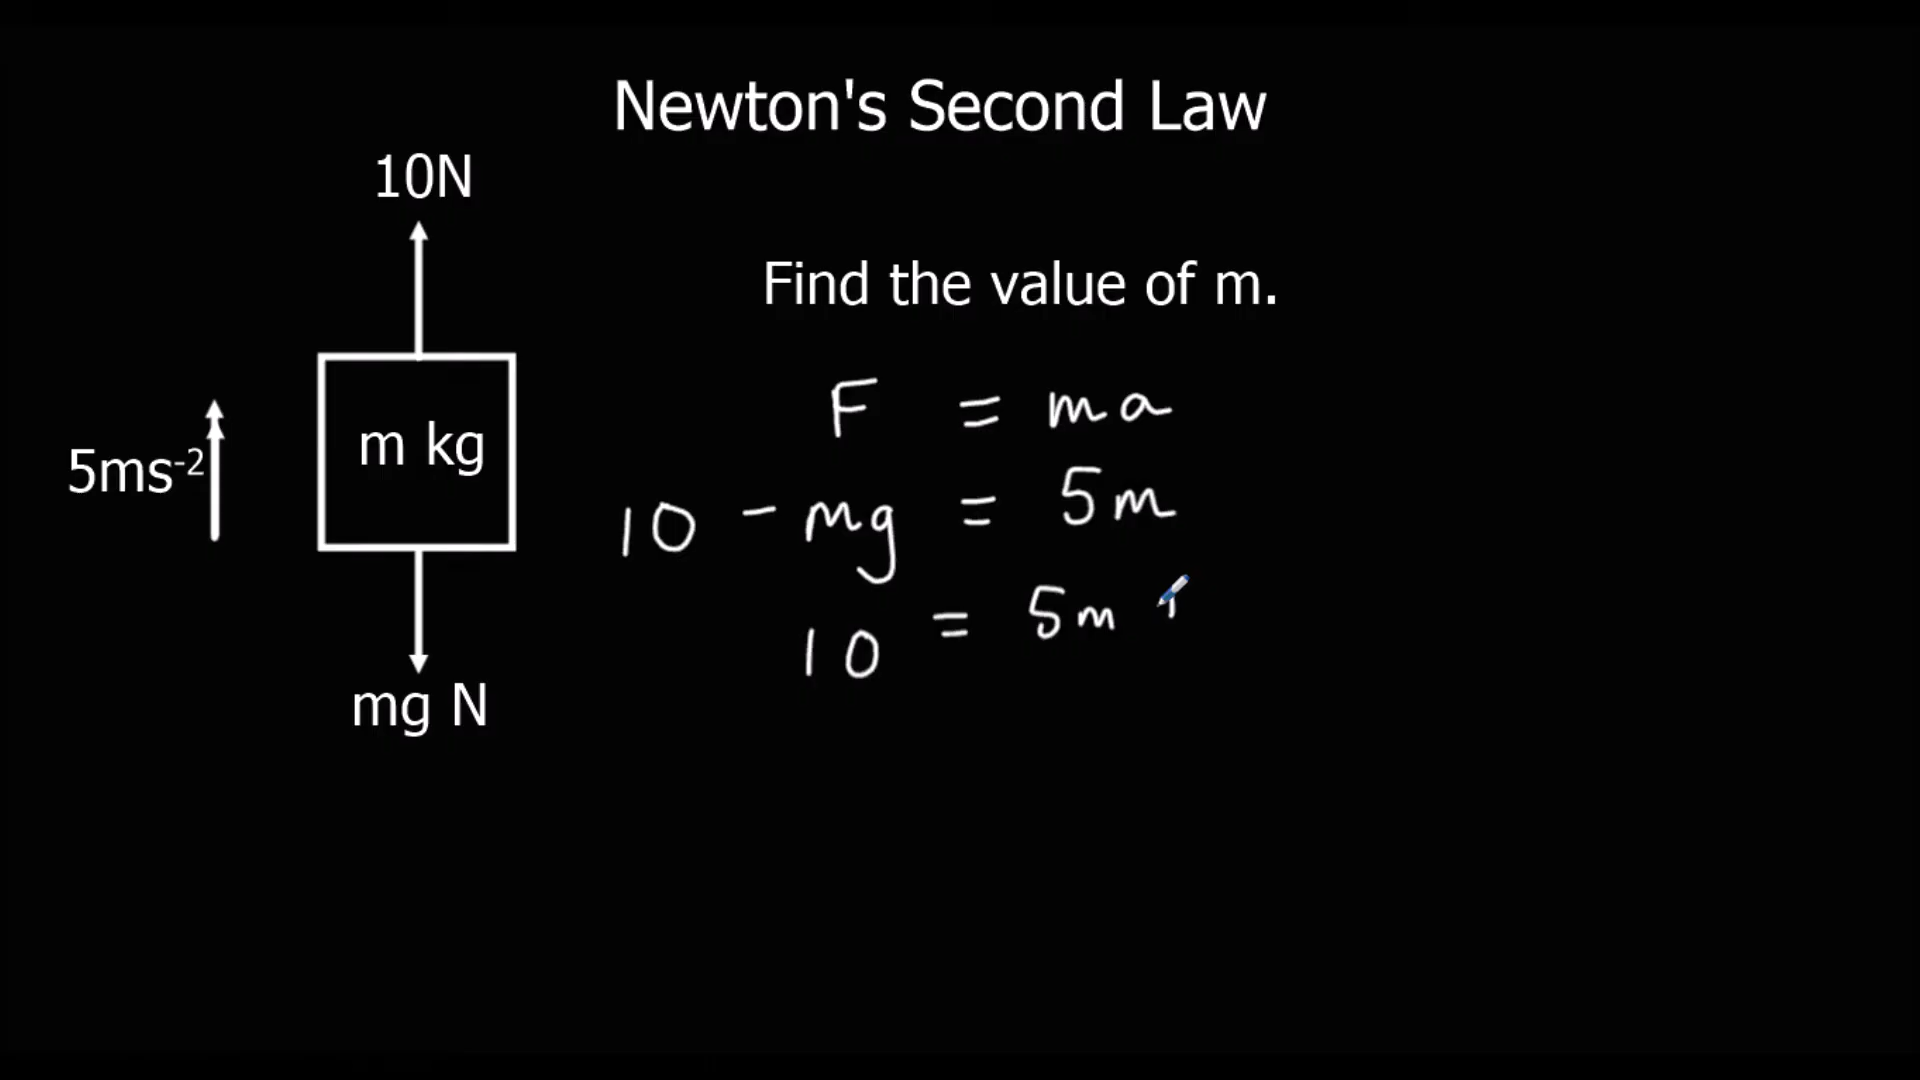 Newton's Second Law
10N
Find the value of m.
F = ma
m kg
5ms⁻²
10 - mg = 5m
10 = 5m
mg N